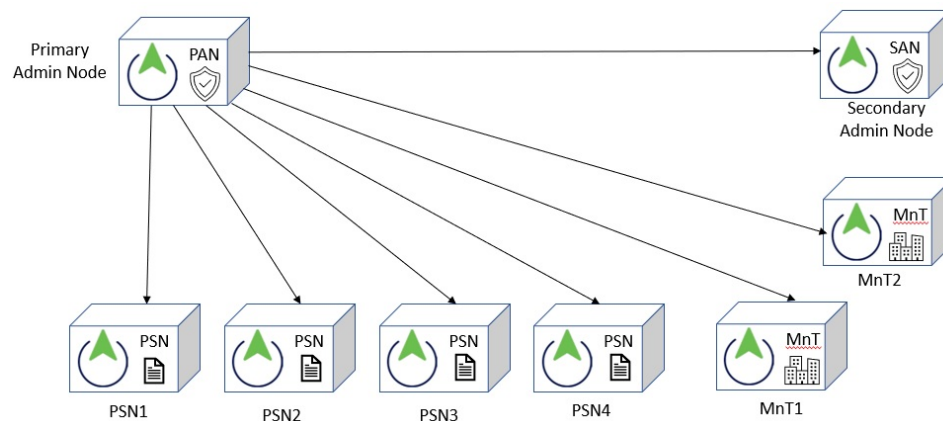 Primary
Admin Node
PAN
SAN
Secondary
Admin Node
MnT
MnT2
PSN
PSN
PSN
PSN
MnT
PSN1
PSN2
PSN3
PSN4
MnT1